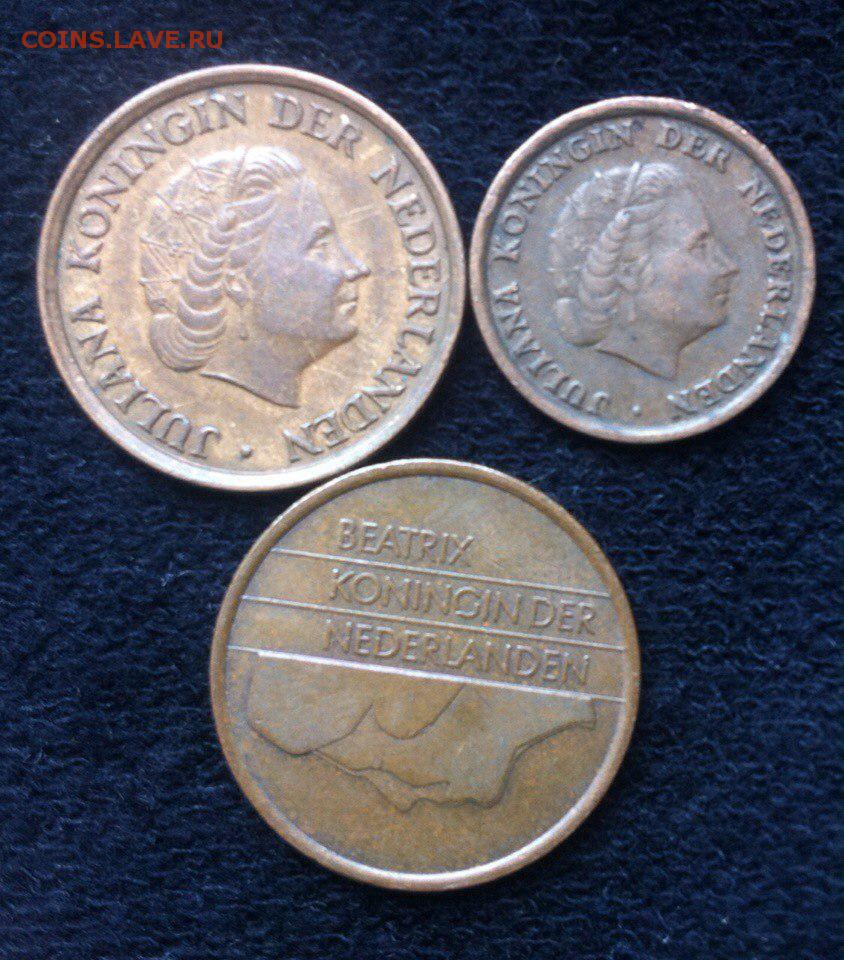 COINS.LAVE.RU
JULIANA KONINGIN DER NEDERLANDEN ·
JULIANA KONINGIN DER NEDERLANDEN ·
BEATRIX
KONINGIN DER
NEDERLANDEN